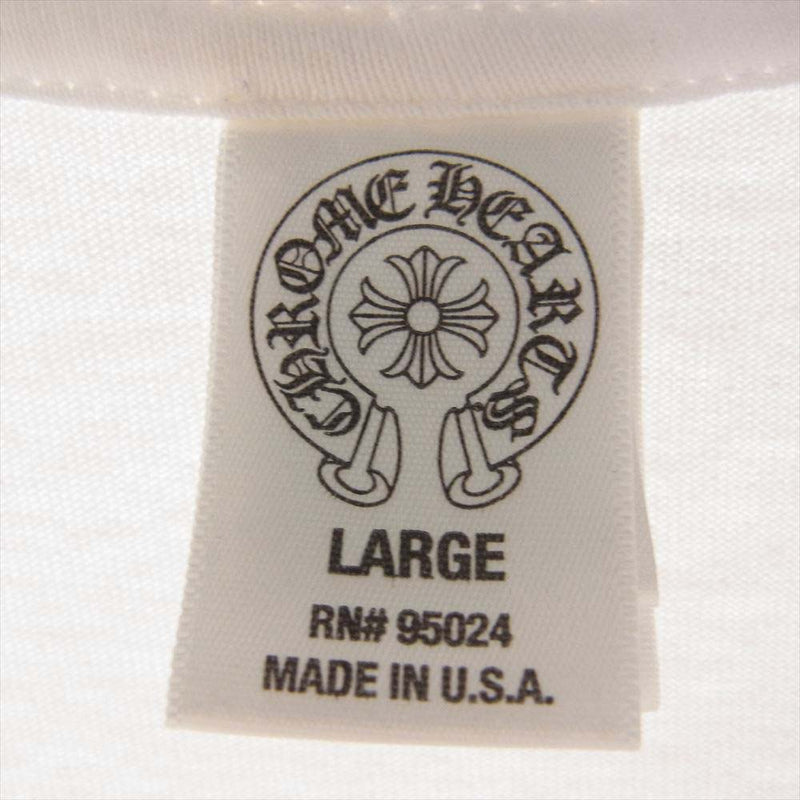 CHROME HEARTS
LARGE
RN# 95024
MADE IN U.S.A.